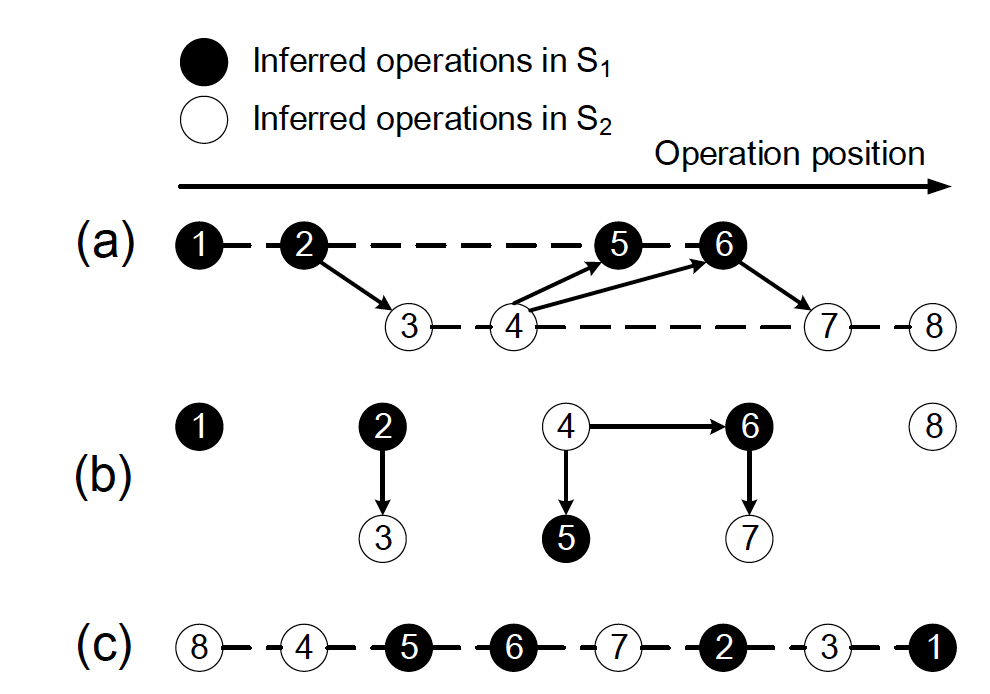 Inferred operations in S1
Inferred operations in S2
Operation position
(a) 1 2 5 6
3 4 7 8
1 2 4 6 8
(b)
3 5 7
(c) 8 4 5 6 7 2 3 1